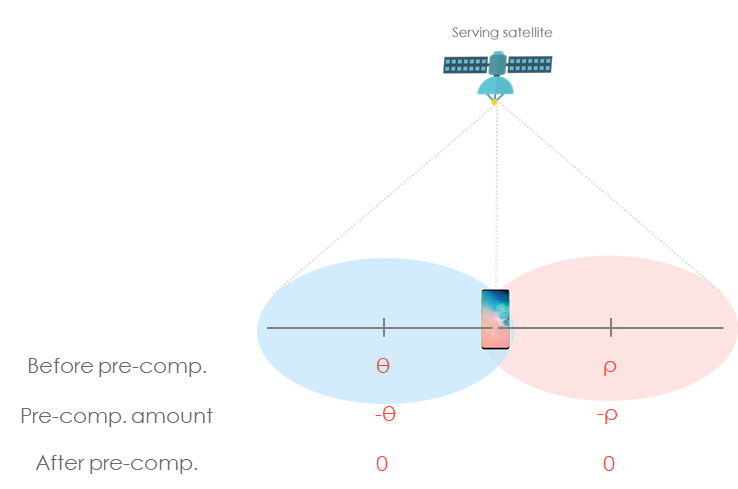 Serving satellite
Before pre-comp. θ ρ
Pre-comp. amount -θ -ρ
After pre-comp. 0 0